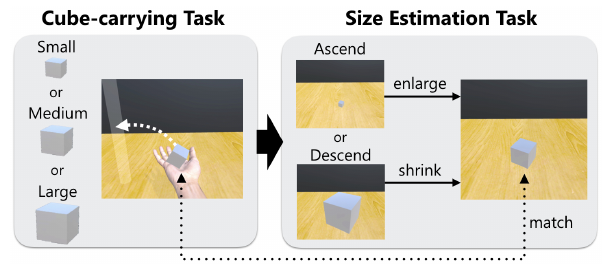 Cube-carrying Task
Small
or
Medium
or
Large
Size Estimation Task
Ascend
enlarge
or
Descend
shrink
match